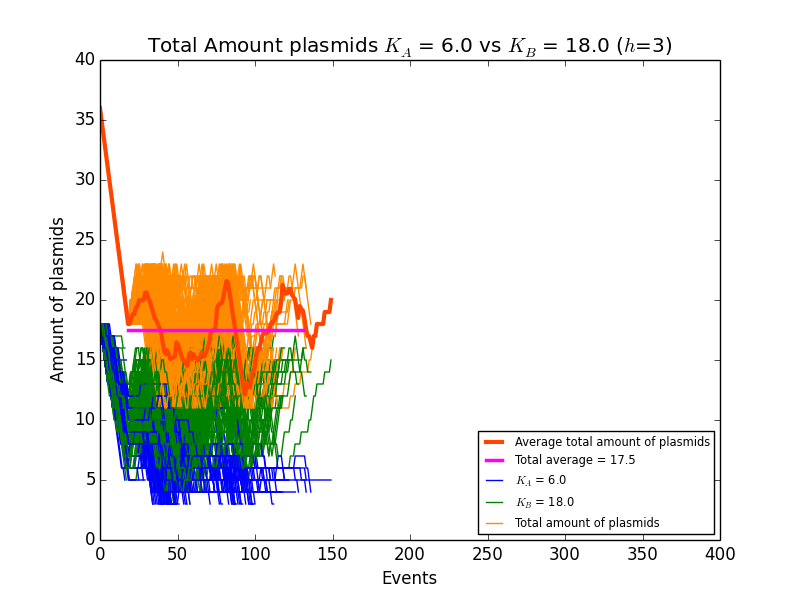 Total Amount plasmids K_A = 6.0 vs K_B = 18.0 (h=3)
40
35
30
25
20
15
10
5
0
Amount of plasmids
0 50 100 150 200 250 300 350 400
Events
Average total amount of plasmids
Total average = 17.5
K_A = 6.0
K_B = 18.0
Total amount of plasmids